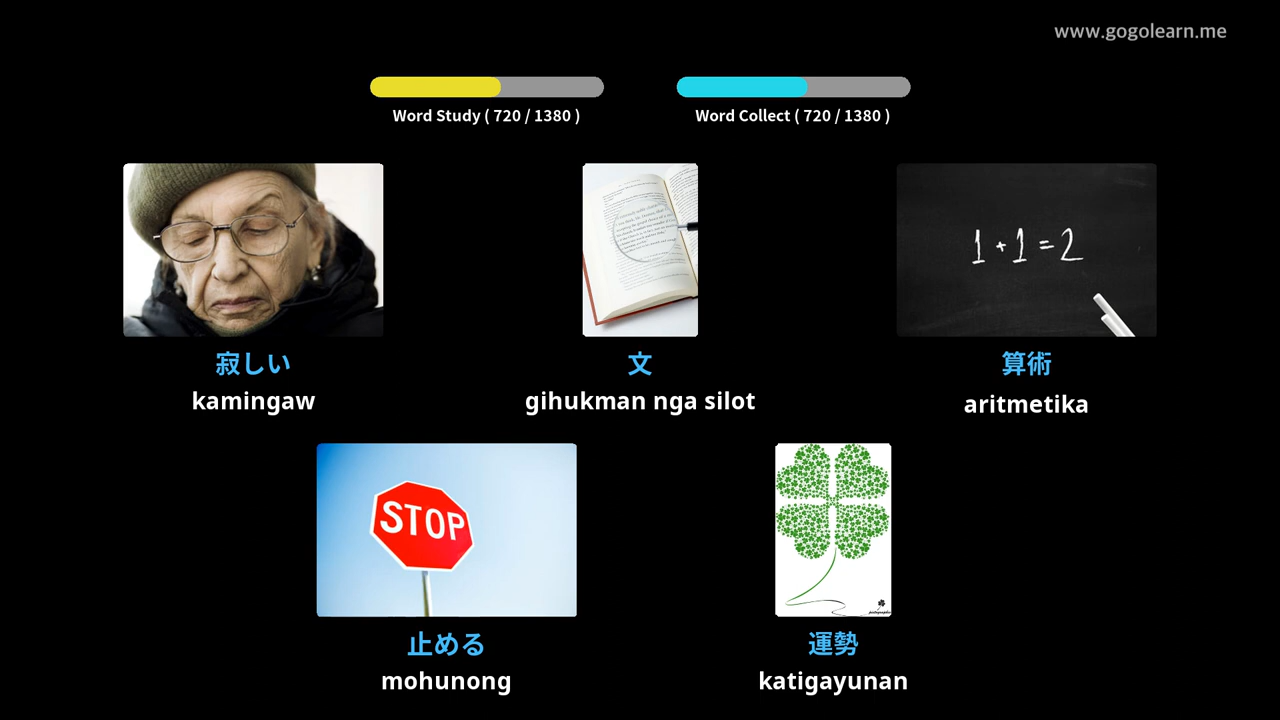 www.gogolearn.me
Word Study ( 720 / 1380 )
Word Collect ( 720 / 1380 )
1 + 1 = 2
寂しい
kamingaw
文
gihukman nga silot
算術
aritmetika
STOP
止める
mohunong
運勢
katigayunan